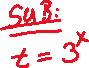 SUB:
t = 3^x